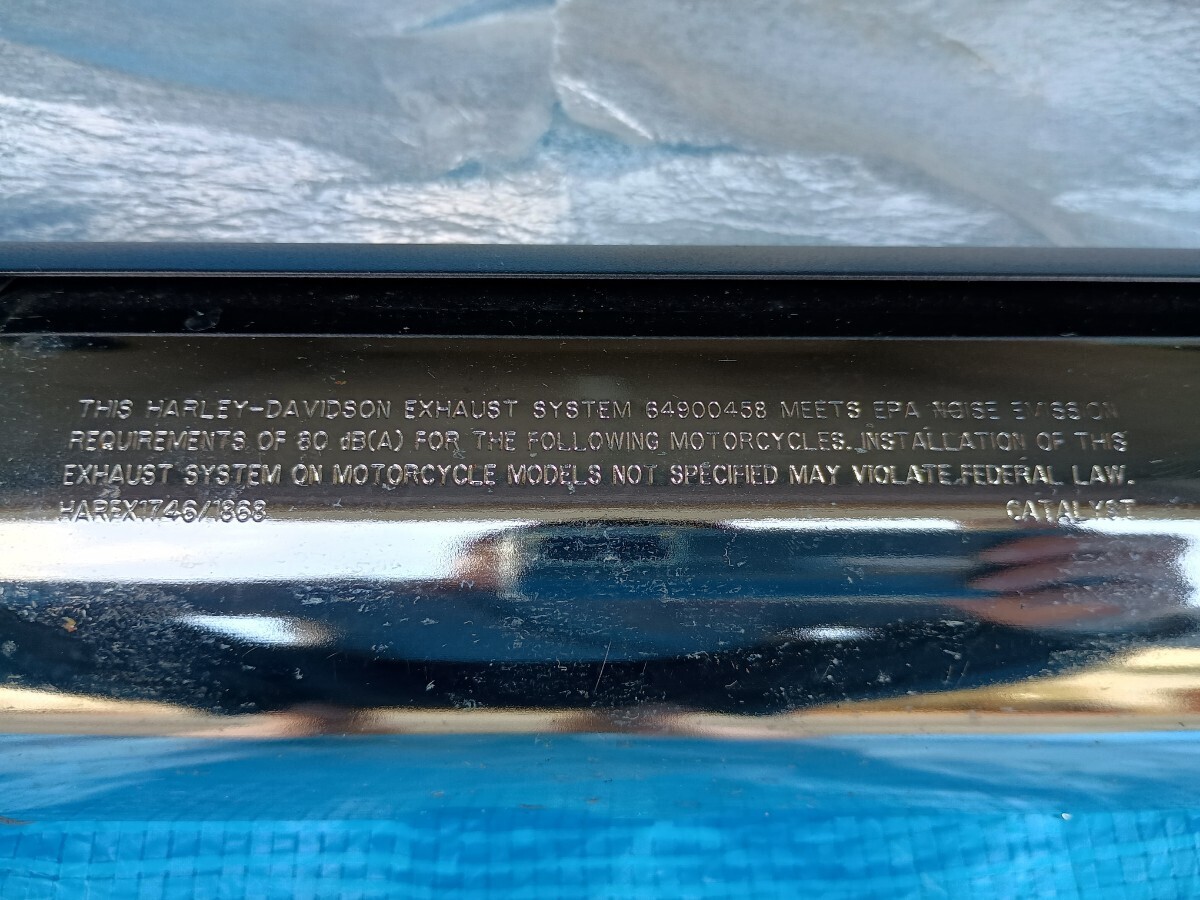 THIS HARLEY-DAVIDSON EXHAUST SYSTEM 64900458 MEETS EPA NOISE EMISSION
REQUIREMENTS OF 80 dB(A) FOR THE FOLLOWING MOTORCYCLES. INSTALLATION OF THIS
EXHAUST SYSTEM ON MOTORCYCLE MODELS NOT SPECIFIED MAY VIOLATE FEDERAL LAW.
HAREX1746/1868 CATALYST